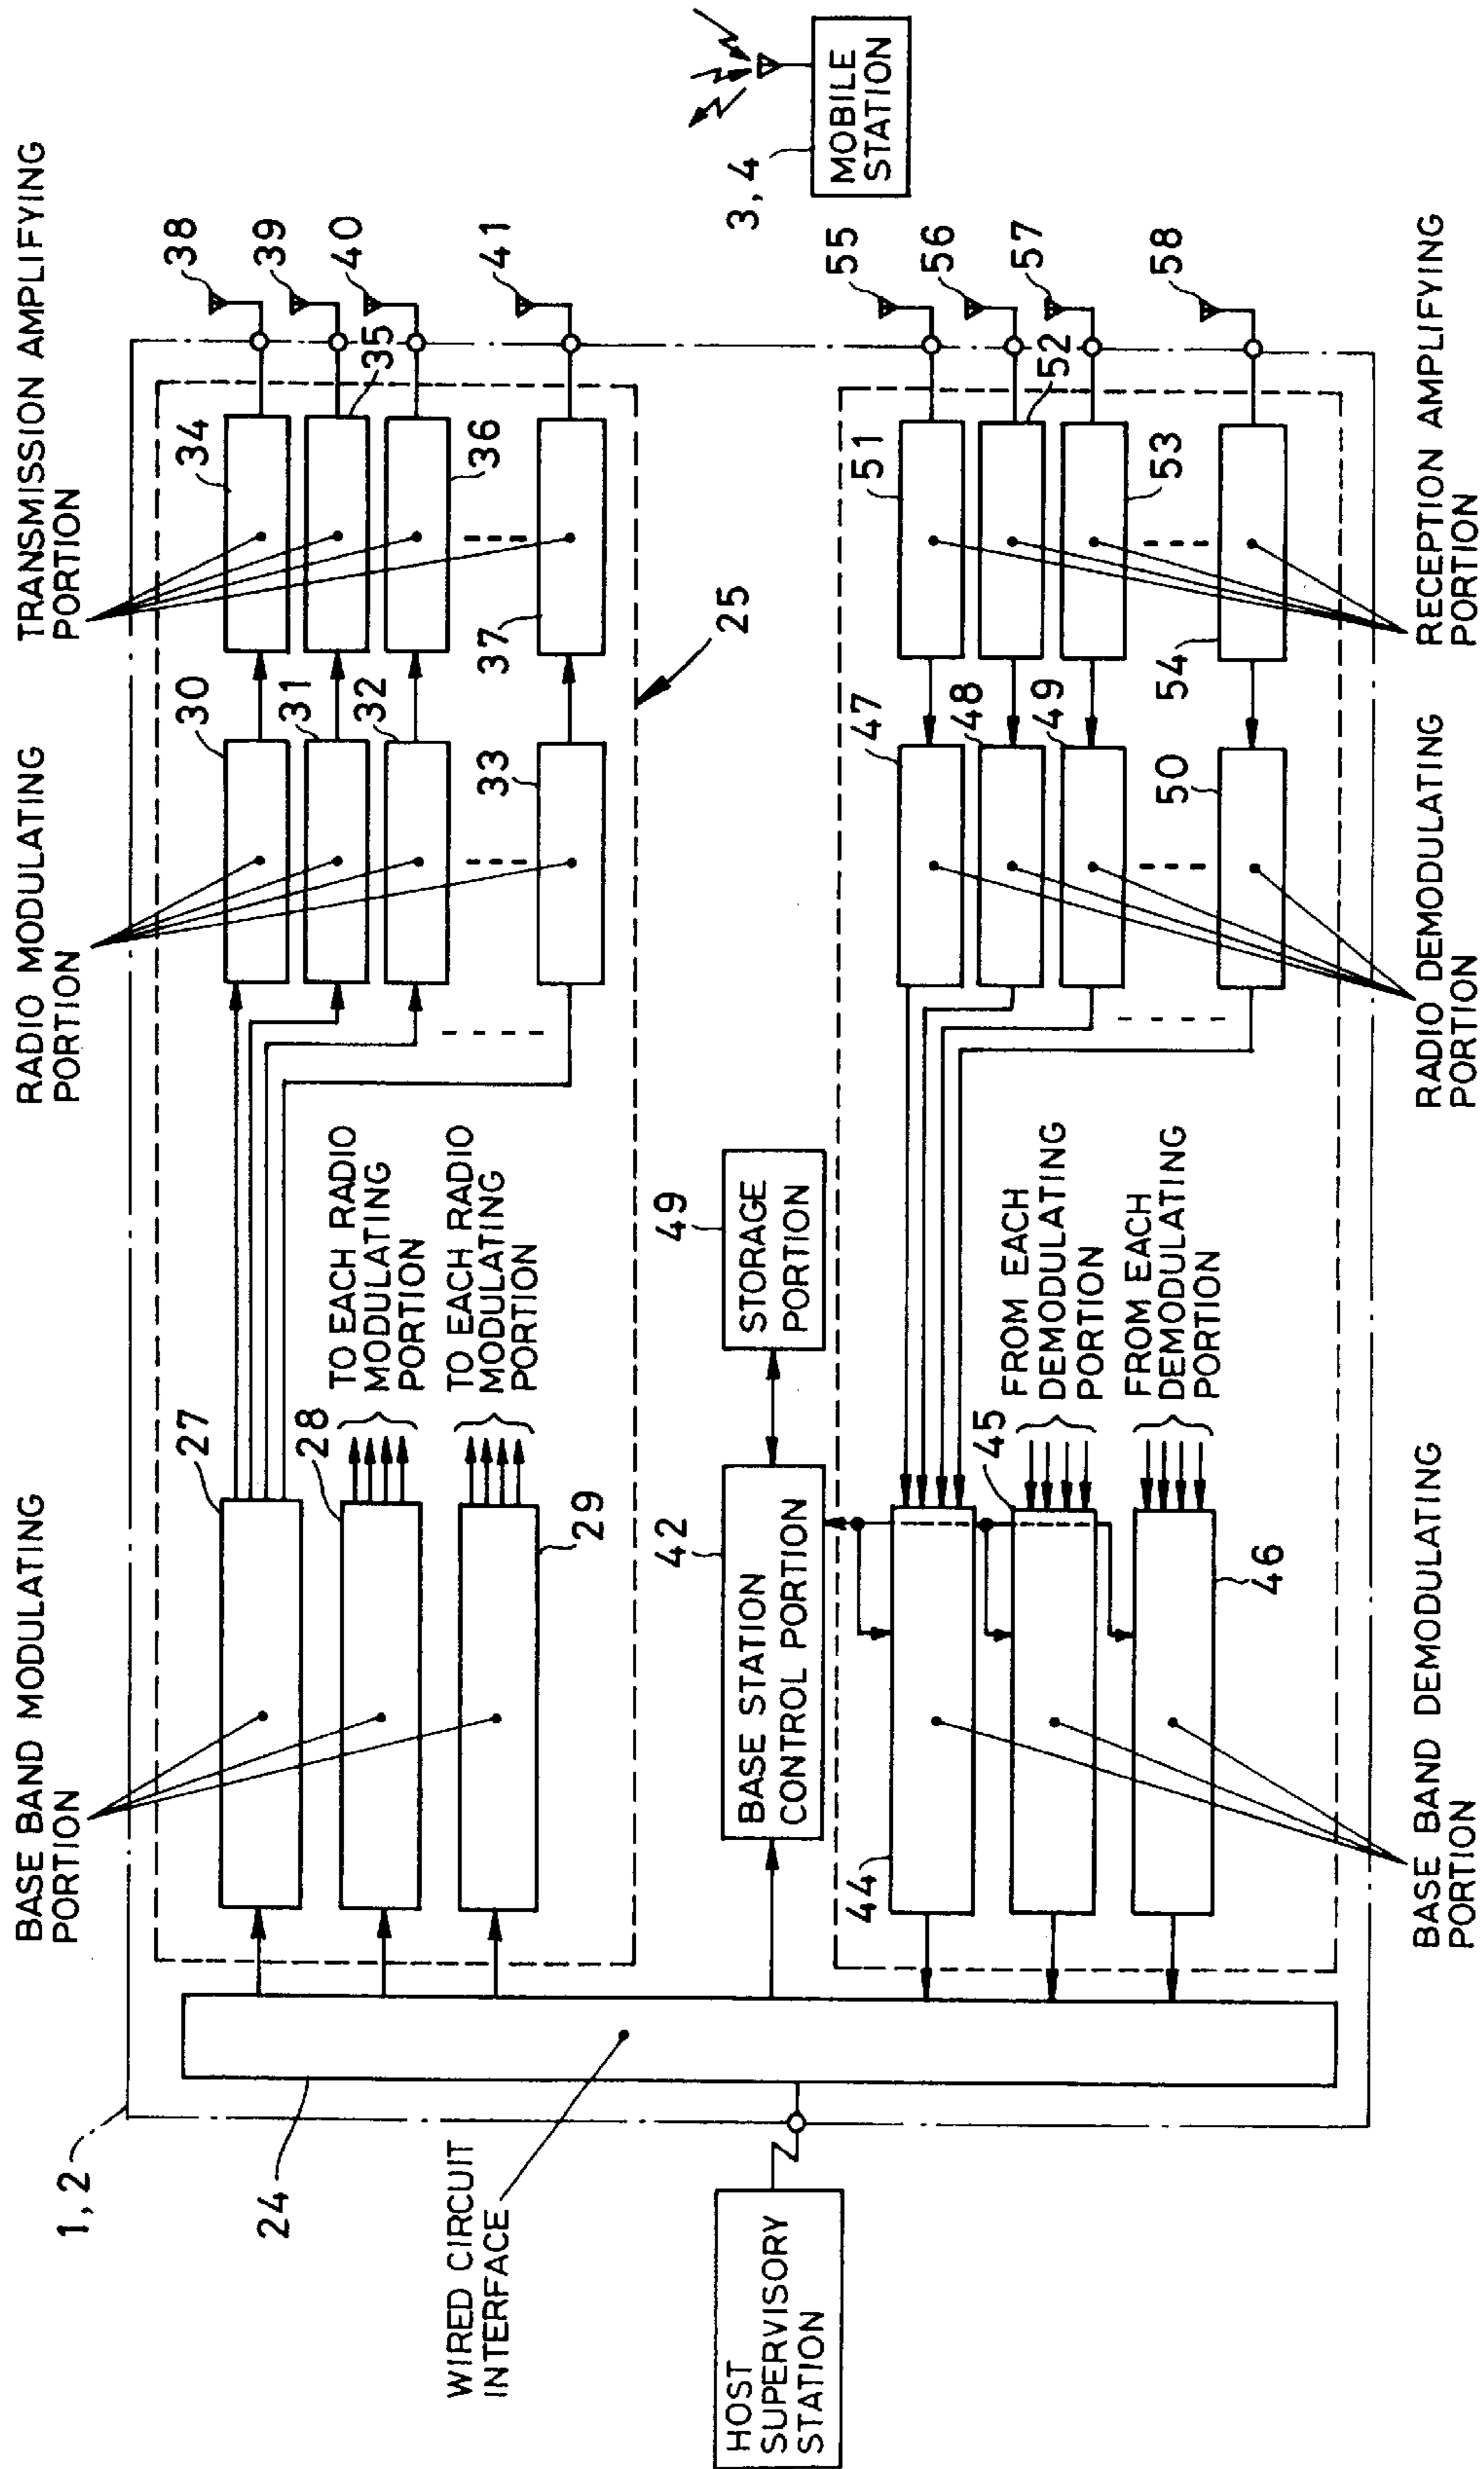 BASE BAND MODULATING
PORTION
RADIO MODULATING
PORTION
TRANSMISSION AMPLIFYING
PORTION
1, 2
24
WIRED CIRCUIT
INTERFACE
HOST
SUPERVISORY
STATION
27
28
29
TO EACH RADIO
MODULATING
PORTION
TO EACH RADIO
MODULATING
PORTION
30
31
32
33
34
35
36
37
38
39
40
41
25
42
BASE STATION
CONTROL PORTION
49
STORAGE
PORTION
3, 4
MOBILE
STATION
44
45
46
FROM EACH
DEMODULATING
PORTION
FROM EACH
DEMODULATING
PORTION
47
48
49
50
51
52
53
54
55
56
57
58
BASE BAND DEMODULATING
PORTION
RADIO DEMODULATING
PORTION
RECEPTION AMPLIFYING
PORTION